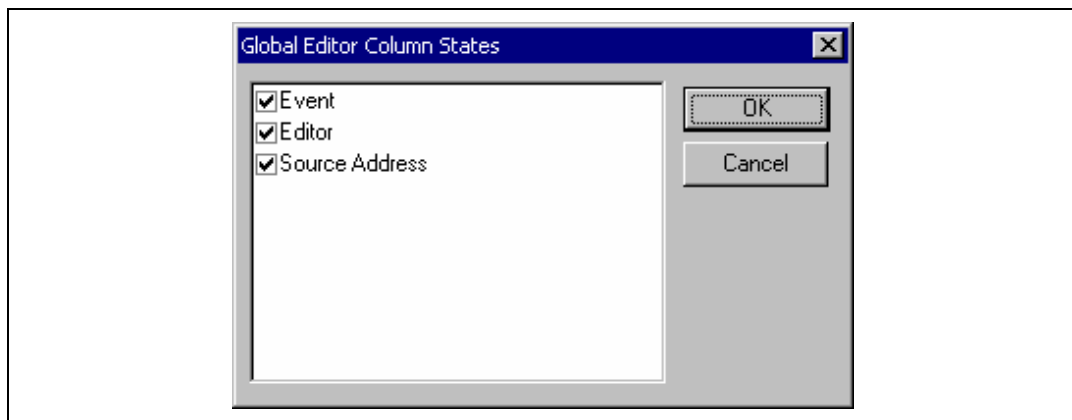 Global Editor Column States
Event
Editor
Source Address
OK
Cancel